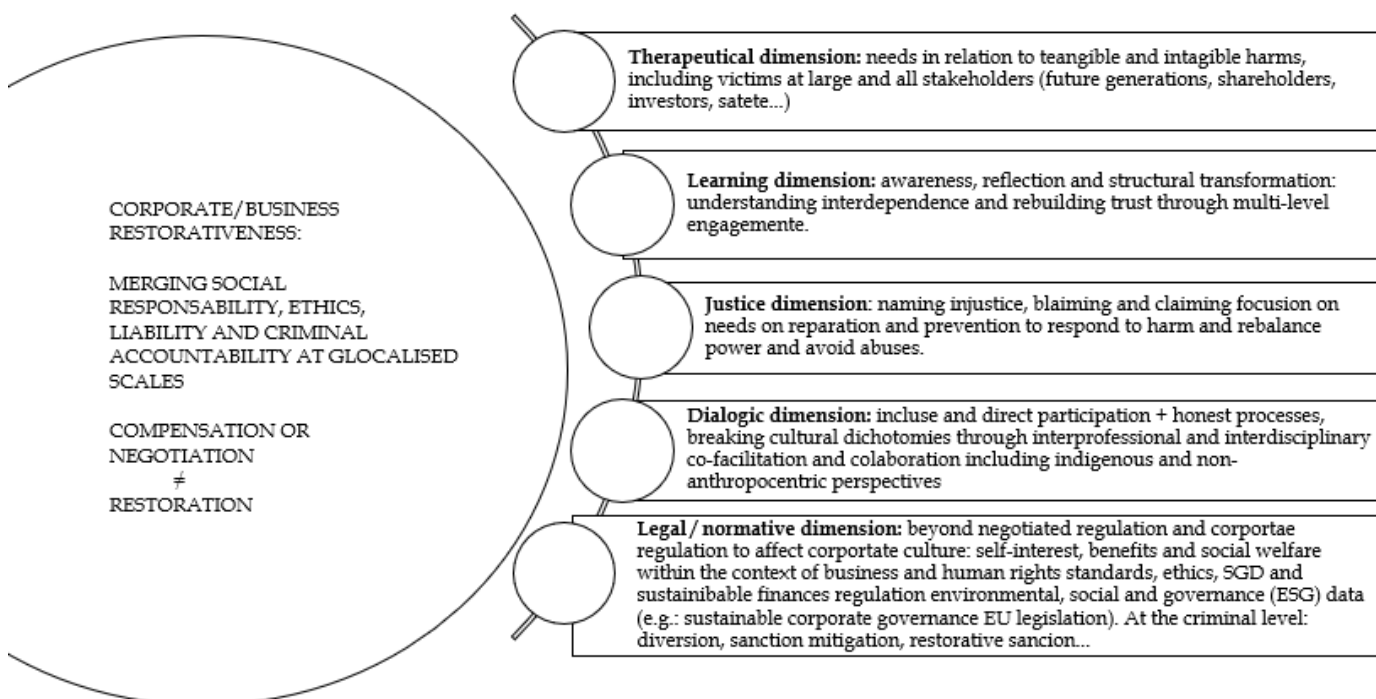 CORPORATE/BUSINESS
RESTORATIVENESS:
MERGING SOCIAL
RESPONSABILITY, ETHICS,
LIABILITY AND CRIMINAL
ACCOUNTABILITY AT GLOCALISED
SCALES
COMPENSATION OR
NEGOTIATION
≠
RESTORATION
Therapeutical dimension: needs in relation to teangible and intagible harms,
including victims at large and all stakeholders (future generations, shareholders,
investors, satete...)
Learning dimension: awareness, reflection and structural transformation:
understanding interdependence and rebuilding trust through multi-level
engagemente.
Justice dimension: naming injustice, blaiming and claiming focusion on
needs on reparation and prevention to respond to harm and rebalance
power and avoid abuses.
Dialogic dimension: incluse and direct participation + honest processes,
breaking cultural dichotomies through interprofessional and interdisciplinary
co-facilitation and colaboration including indigenous and non-
anthropocentric perspectives
Legal/ normative dimension: beyond negotiated regulation and corportae
regulation to affect corportate culture: self-interest, benefits and social welfare
within the context of business and human rights standards, ethics, SGD and
sustainibable finances regulation environmental, social and governance (ESG) data
(e.g.: sustainable corporate governance EU legislation). At the criminal level:
diversion, sanction mitigation, restorative sancion...